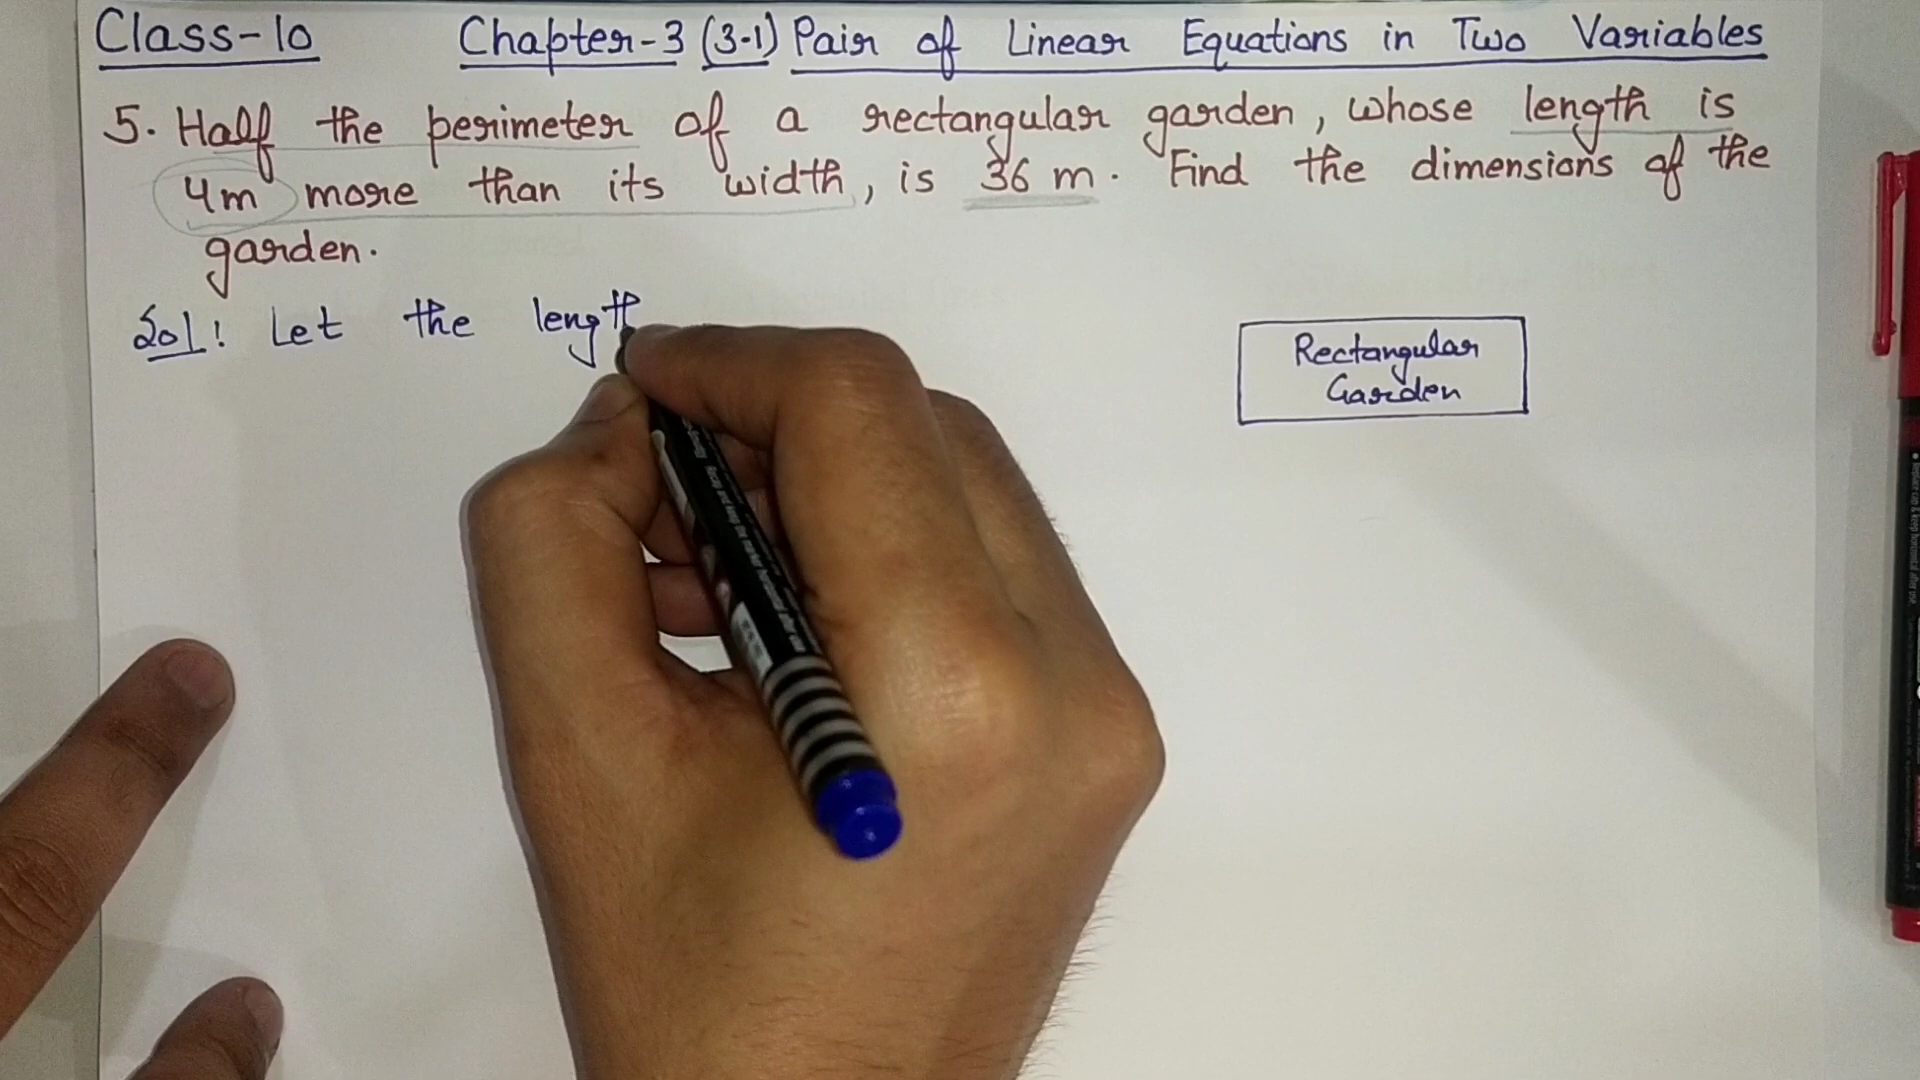 Class-10 Chapter-3 (3.1) Pair of Linear Equations in Two Variables
5. Half the perimeter of a rectangular garden, whose length is
4m more than its width, is 36 m. Find the dimensions of the
garden.
Sol: Let the length
Rectangular
Garden